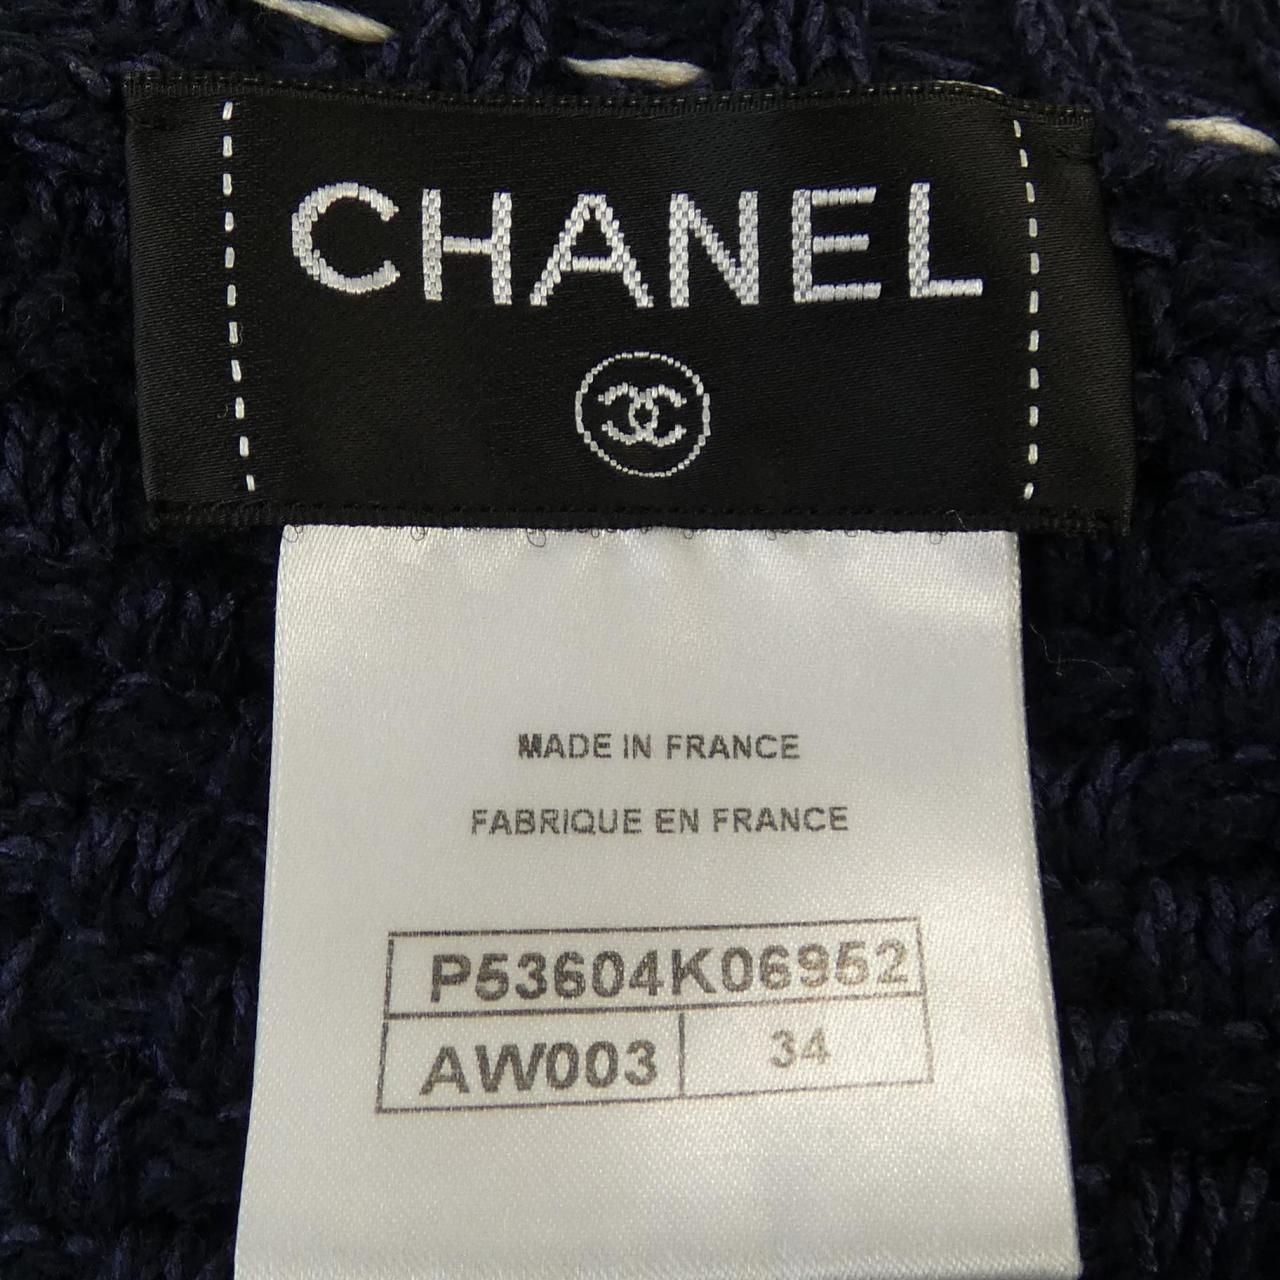 CHANEL
MADE IN FRANCE
FABRIQUE EN FRANCE
P53604K06952
AW003 34